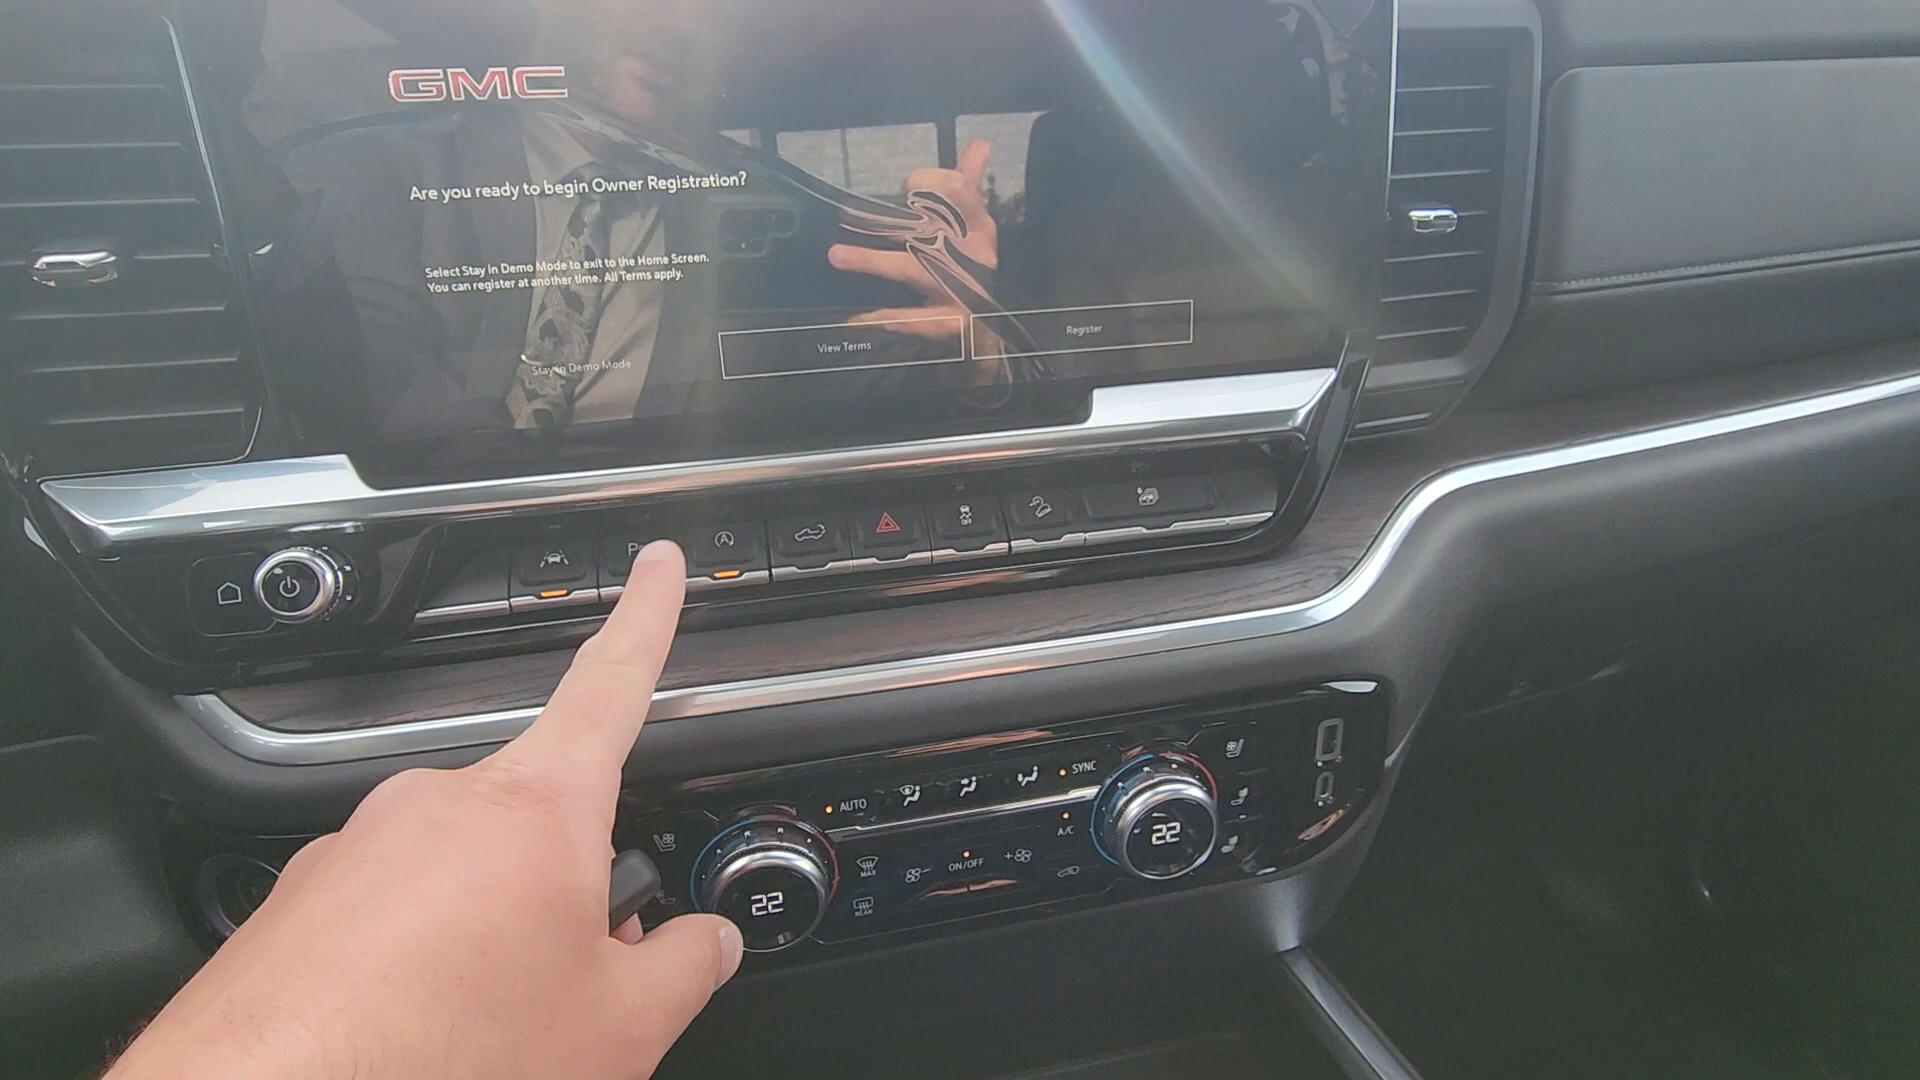 GMC
Are you ready to begin Owner Registration?
Select Stay in Demo Mode to exit to the Home Screen.
You can register at another time. All Terms apply.
Stay in Demo Mode
View Terms
Register
P
A
OFF
AUTO
SYNC
A/C
MAX
ON/OFF
REAR
22
22